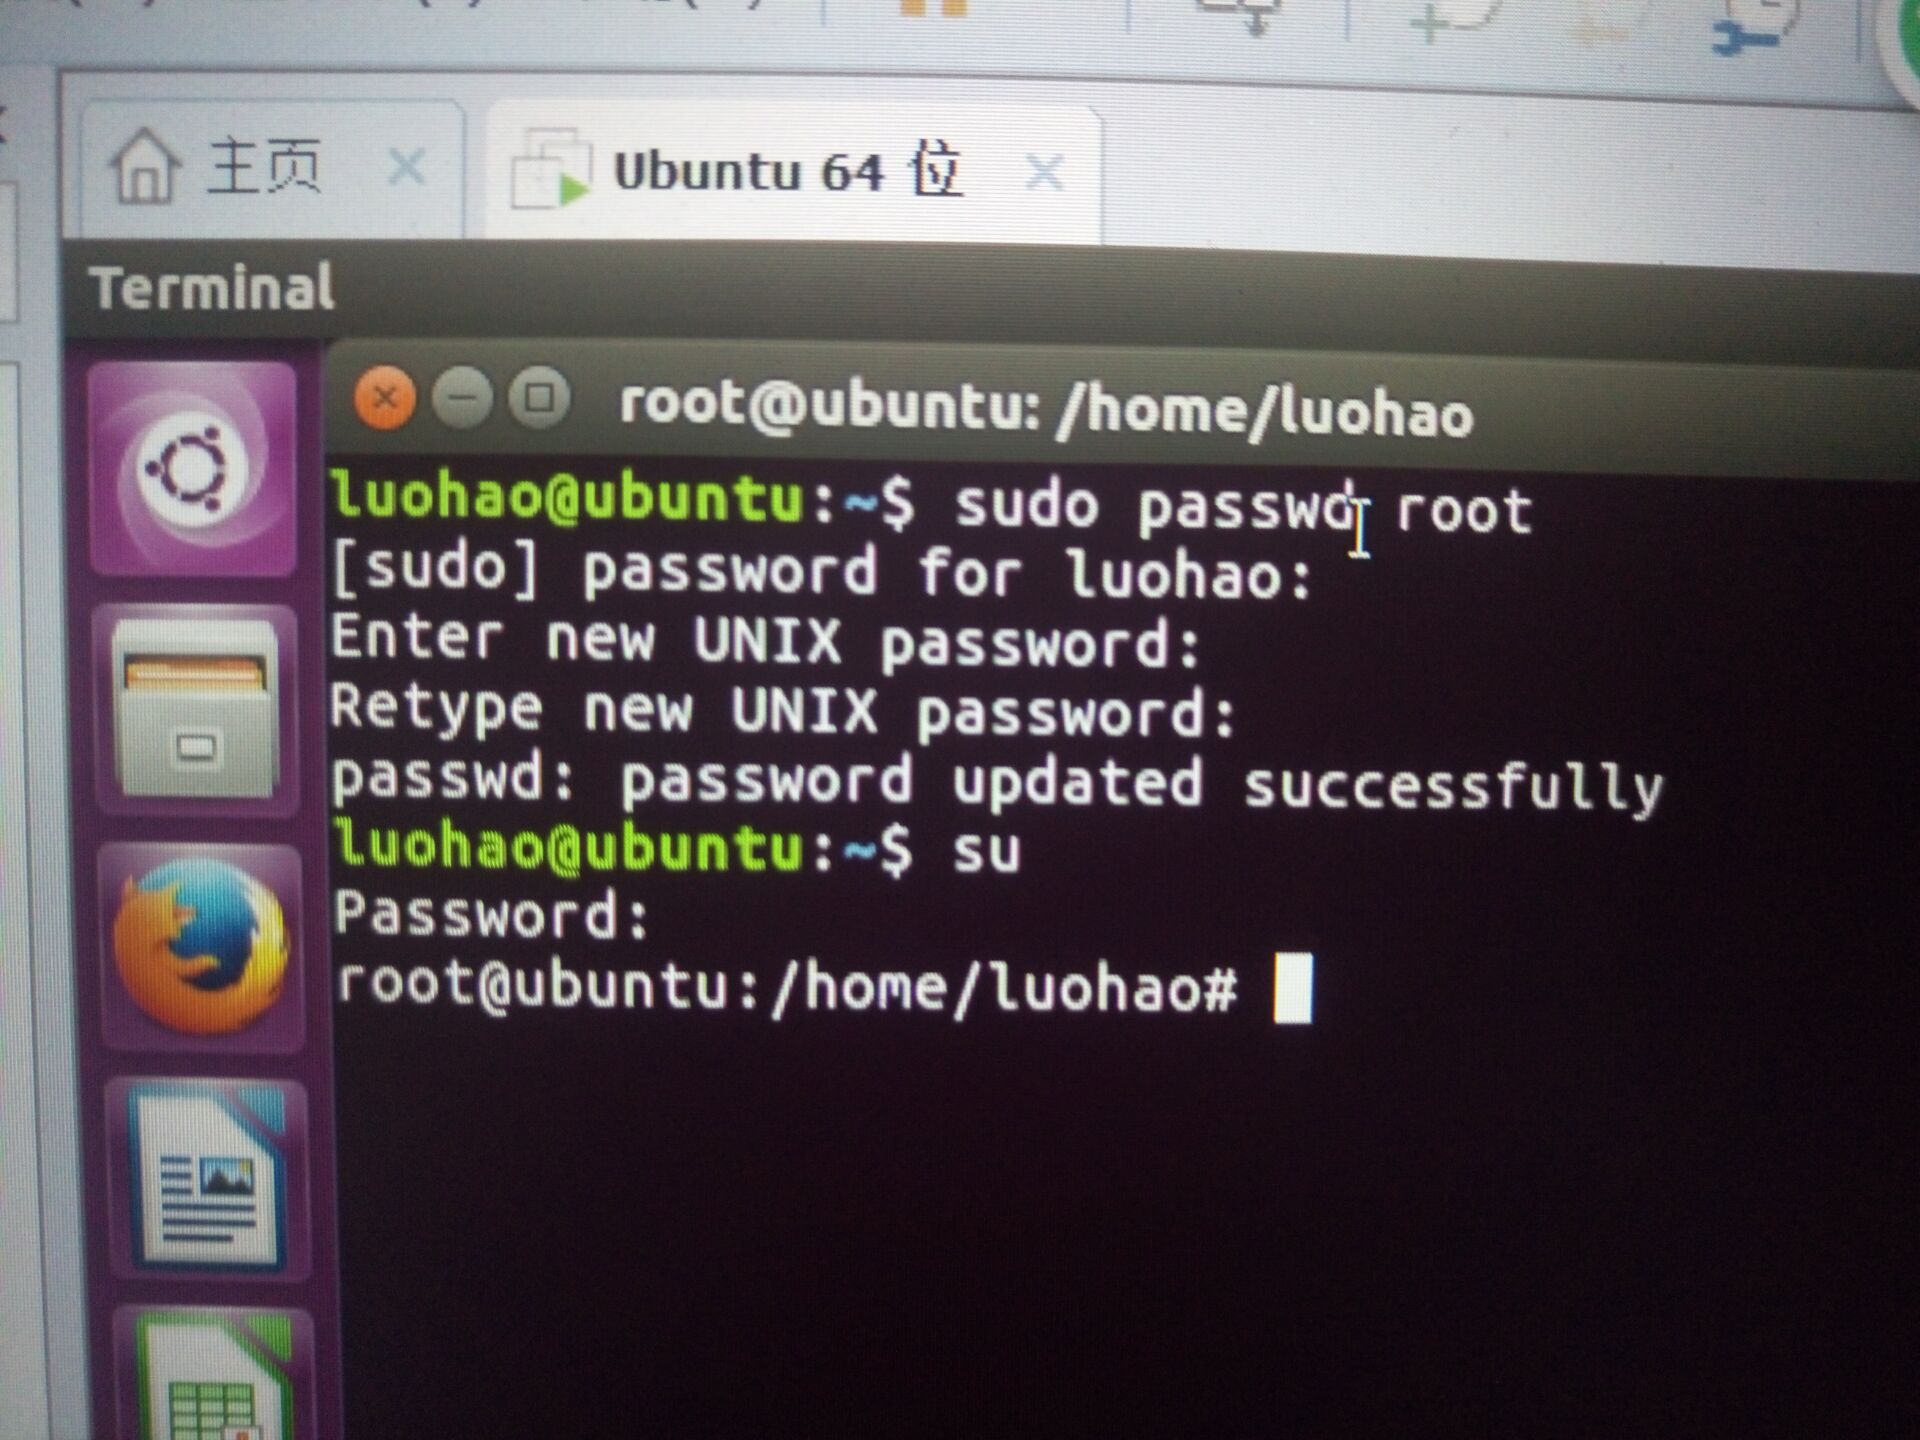 主页
Ubuntu 64 位
Terminal
root@ubuntu: /home/luohao
luohao@ubuntu:~$ sudo passwd root
[sudo] password for luohao:
Enter new UNIX password:
Retype new UNIX password:
passwd: password updated successfully
luohao@ubuntu:~$ su
Password:
root@ubuntu:/home/luohao#